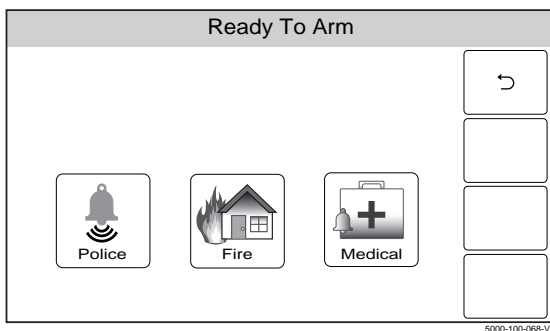 Ready To Arm
Police
Fire
Medical
5000-100-068-V